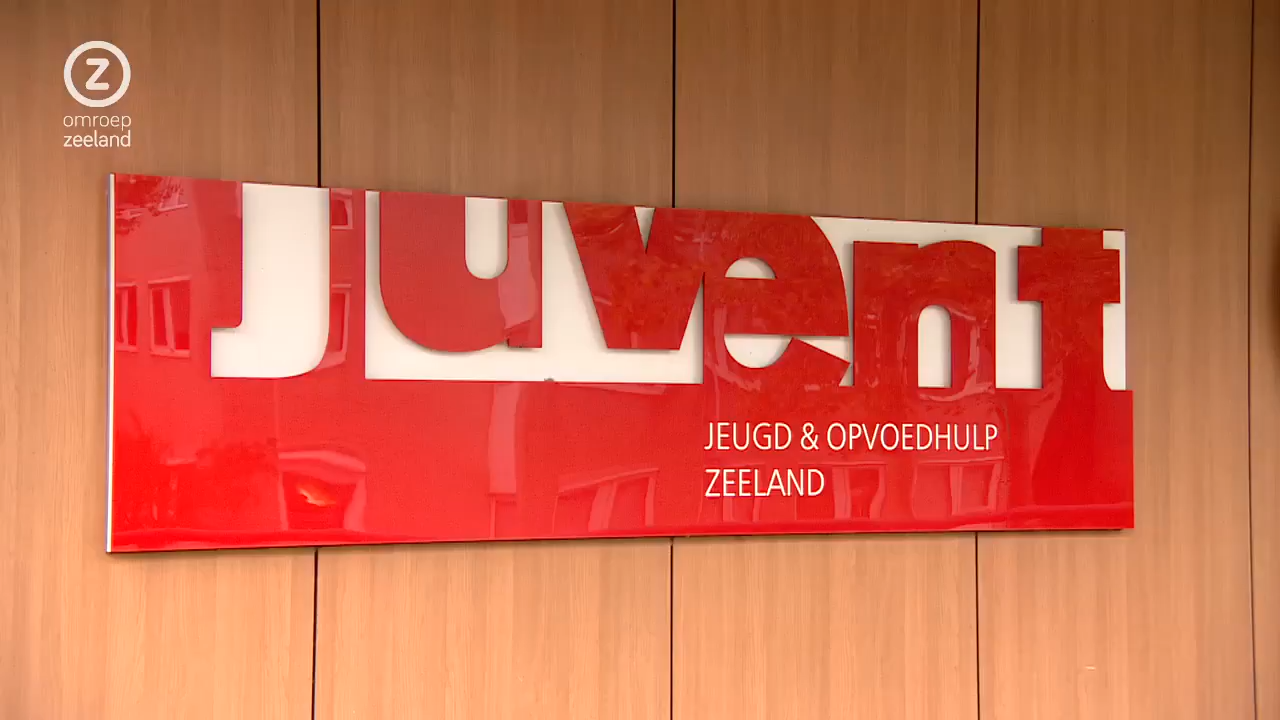 Z
omroep
zeeland
juvent
JEUGD & OPVOEDHULP
ZEELAND